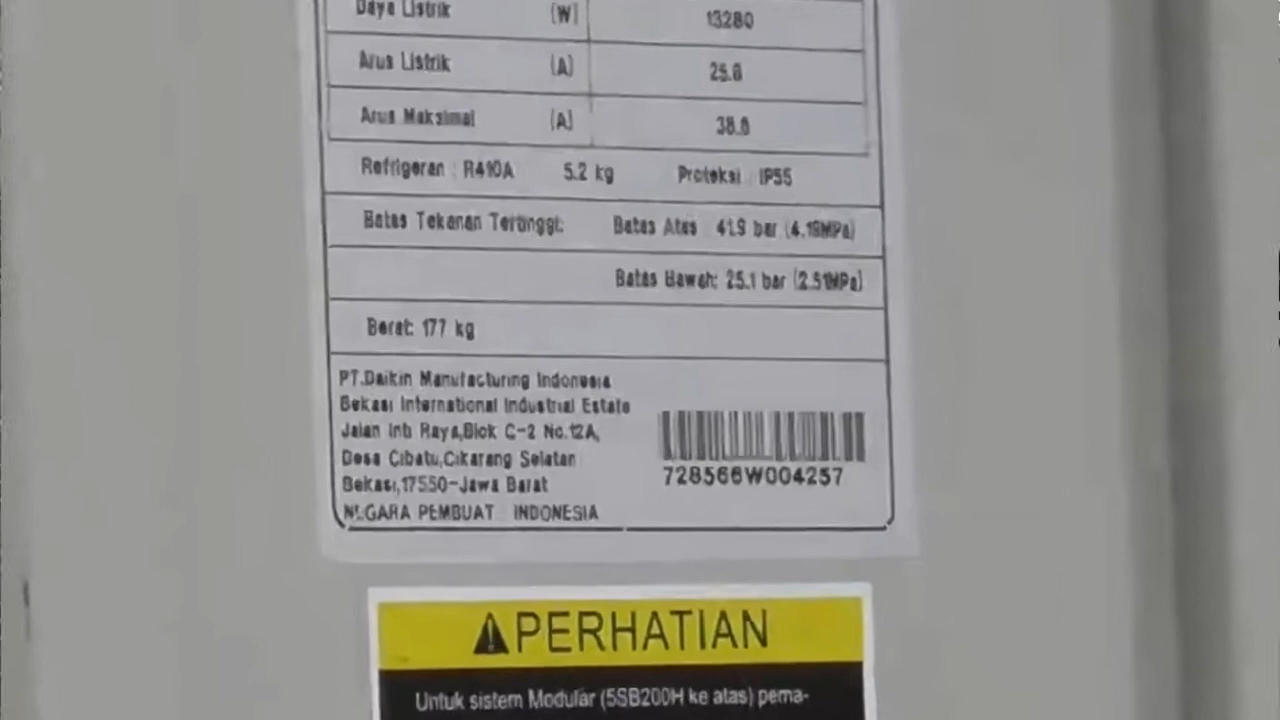 Daya Listrik [W] 13280
Arus Listrik [A] 25.8
Arus Maksimal [A] 38.8
Refrigeran : R410A 5.2 kg Proteksi IP55
Batas Tekanan Tertinggi: Batas Atas 41.9 bar (4.19MPa)
Batas Bawah: 25.1 bar (2.51MPa)
Berat: 177 kg
PT.Daikin Manufacturing Indonesia
Bekasi International Industrial Estate
Jalan Inti Raya,Blok C-2 No.12A,
Desa Cibatu,Cikarang Selatan
Bekasi,17550-Jawa Barat
NEGARA PEMBUAT INDONESIA
728566W004257
PERHATIAN
Untuk sistem Modular (5SB200H ke atas) pema-